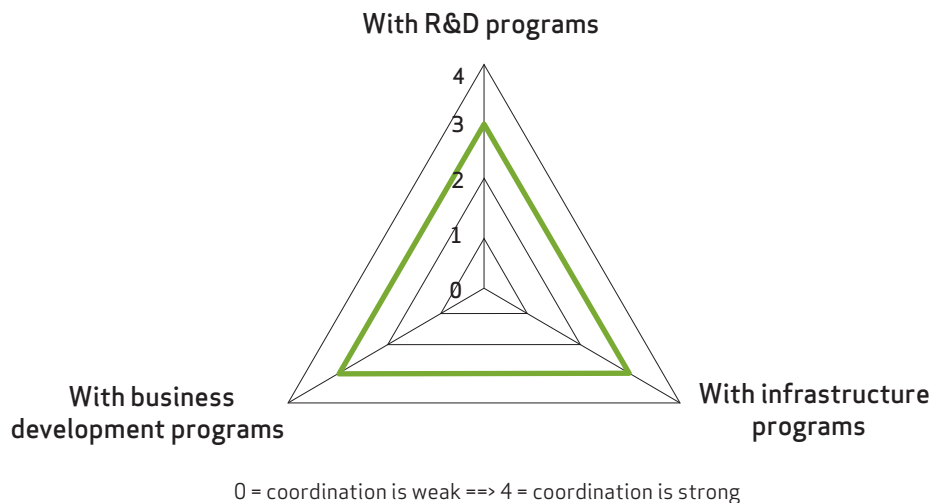 With R&D programs
4
3
2
1
0
With business
development programs
With infrastructure
programs
0 = coordination is weak ==> 4 = coordination is strong